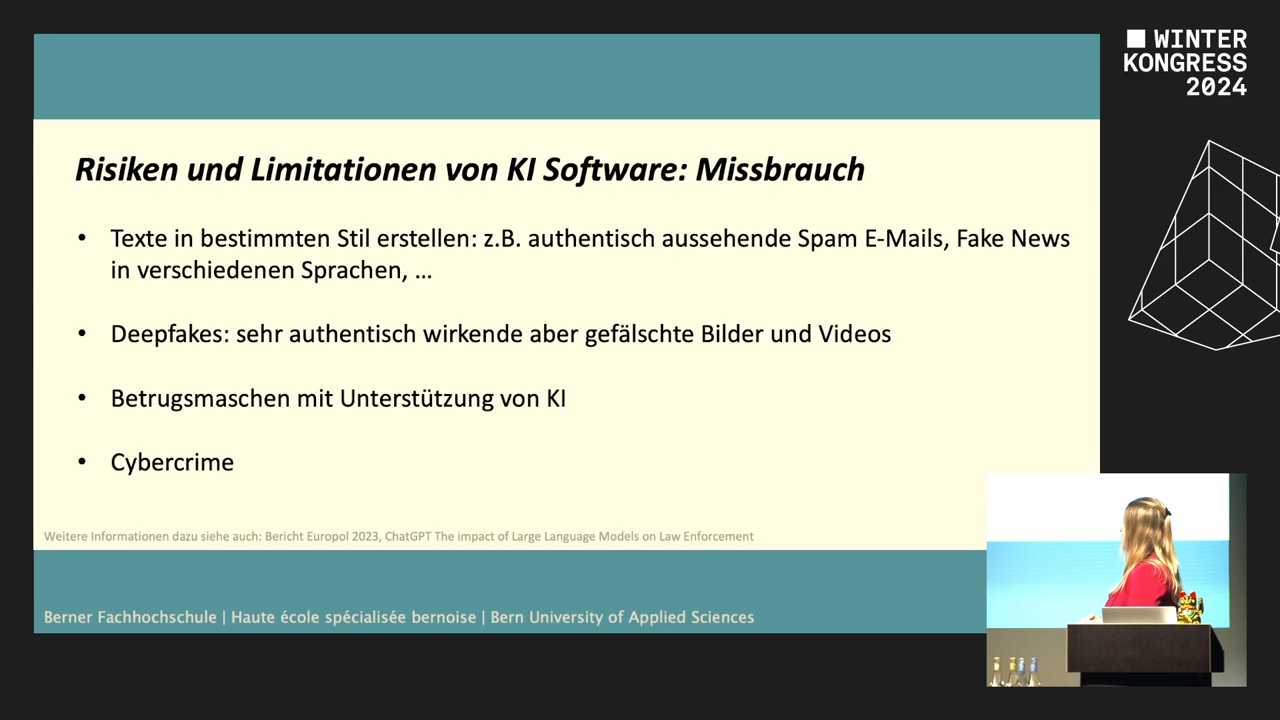 WINTER
KONGRESS
2024
Risiken und Limitationen von KI Software: Missbrauch
• Texte in bestimmten Stil erstellen: z.B. authentisch aussehende Spam E-Mails, Fake News
in verschiedenen Sprachen, ...
• Deepfakes: sehr authentisch wirkende aber gefälschte Bilder und Videos
• Betrugsmaschen mit Unterstützung von KI
• Cybercrime
Weitere Informationen dazu siehe auch: Bericht Europol 2023, ChatGPT The impact of Large Language Models on Law Enforcement
Berner Fachhochschule | Haute école spécialisée bernoise | Bern University of Applied Sciences